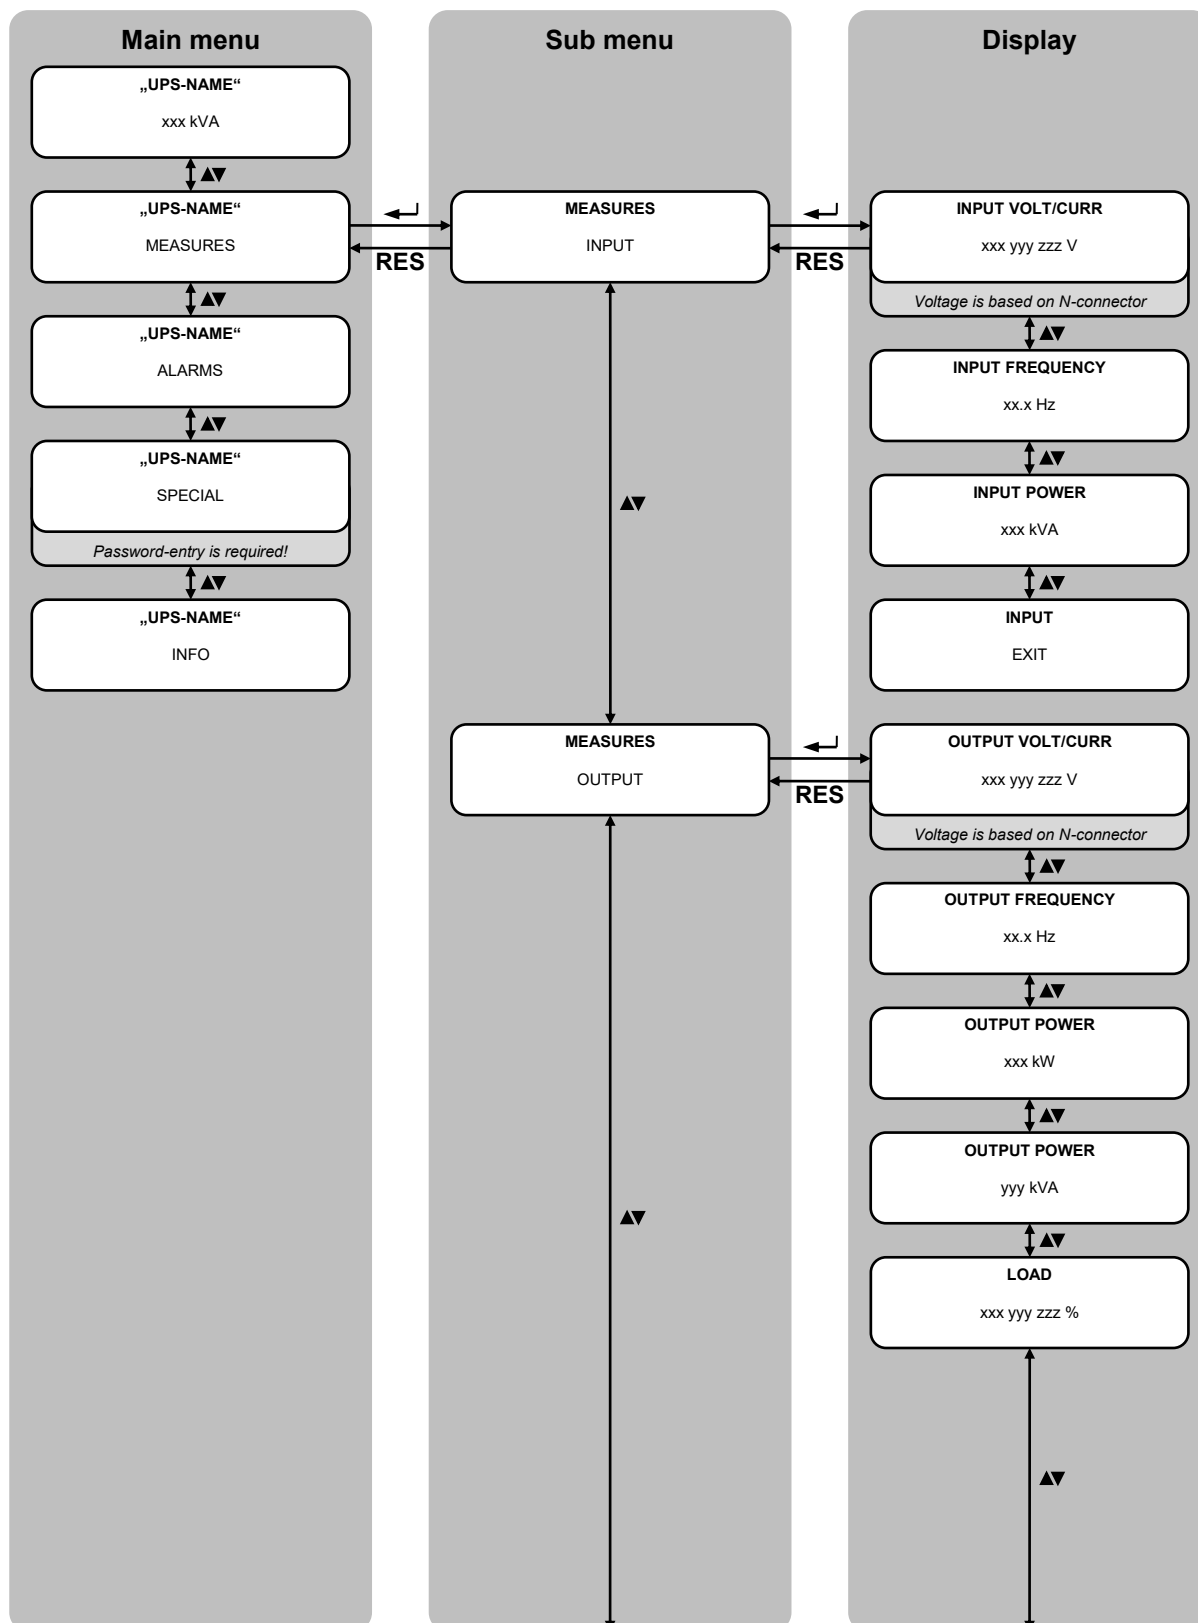 Main menu
„UPS-NAME“
xxx kVA
▲▼
„UPS-NAME“
MEASURES
▲▼
„UPS-NAME“
ALARMS
▲▼
„UPS-NAME“
SPECIAL
Password-entry is required!
▲▼
„UPS-NAME“
INFO
RES
Sub menu
MEASURES
INPUT
▲▼
MEASURES
OUTPUT
▲▼
RES
RES
Display
INPUT VOLT/CURR
xxx yyy zzz V
Voltage is based on N-connector
▲▼
INPUT FREQUENCY
xx.x Hz
▲▼
INPUT POWER
xxx kVA
▲▼
INPUT
EXIT
OUTPUT VOLT/CURR
xxx yyy zzz V
Voltage is based on N-connector
▲▼
OUTPUT FREQUENCY
xx.x Hz
▲▼
OUTPUT POWER
xxx kW
▲▼
OUTPUT POWER
yyy kVA
▲▼
LOAD
xxx yyy zzz %
▲▼